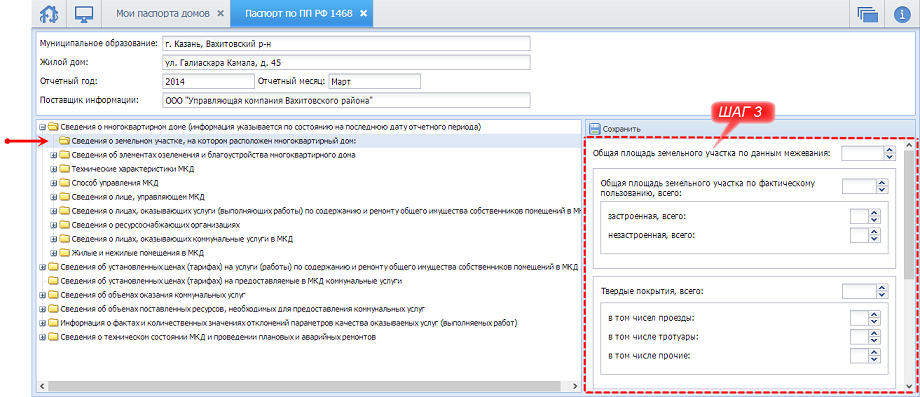 Мои паспорта домов
Паспорт по ПП РФ 1468
Муниципальное образование: г. Казань, Вахитовский р-н
Жилой дом: ул. Галиаскара Камала, д. 45
Отчетный год: 2014 Отчетный месяц: Март
Поставщик информации: ООО "Управляющая компания Вахитовского района"
Сведения о многоквартирном доме (информация указывается по состоянию на последнюю дату отчетного периода)
Сведения о земельном участке, на котором расположен многоквартирный дом:
Сведения об элементах озеленения и благоустройства многоквартирного дома
Технические характеристики МКД
Способ управления МКД
Сведения о лице, управляющем МКД
Сведения о лицах, оказывающих услуги (выполняющих работы) по содержанию и ремонту общего имущества собственников помещений в МК
Сведения о ресурсоснабжающих организациях
Сведения о лицах, оказывающих коммунальные услуги в МКД
Жилые и нежилые помещения в МКД
Сведения об установленных ценах (тарифах) на услуги (работы) по содержанию и ремонту общего имущества собственников помещений в МКД
Сведения об установленных ценах (тарифах) на предоставляемые в МКД коммунальные услуги
Сведения об объемах оказания коммунальных услуг
Сведения об объемах поставленных ресурсов, необходимых для предоставления коммунальных услуг
Информация о фактах и количественных значениях отклонений параметров качества оказываемых услуг (выполняемых работ)
Сведения о техническом состоянии МКД и проведении плановых и аварийных ремонтов
ШАГ 3
Сохранить
Общая площадь земельного участка по данным межевания:
Общая площадь земельного участка по фактическому
пользованию, всего:
застроенная, всего:
незастроенная, всего:
Твердые покрытия, всего:
в том чисел проезды:
в том числе тротуары:
в том числе прочие: